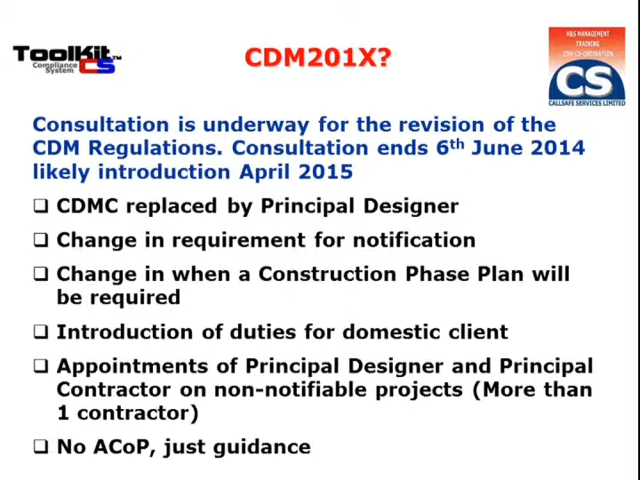 ToolKit™
Compliance
System CS
CDM201X?
H&S MANAGEMENT
TRAINING
CDM CO-ORDINATION
CS
CALLSAFE SERVICES LIMITED
Consultation is underway for the revision of the
CDM Regulations. Consultation ends 6th June 2014
likely introduction April 2015
❑ CDMC replaced by Principal Designer
❑ Change in requirement for notification
❑ Change in when a Construction Phase Plan will
be required
❑ Introduction of duties for domestic client
❑ Appointments of Principal Designer and Principal
Contractor on non-notifiable projects (More than
1 contractor)
❑ No ACoP, just guidance